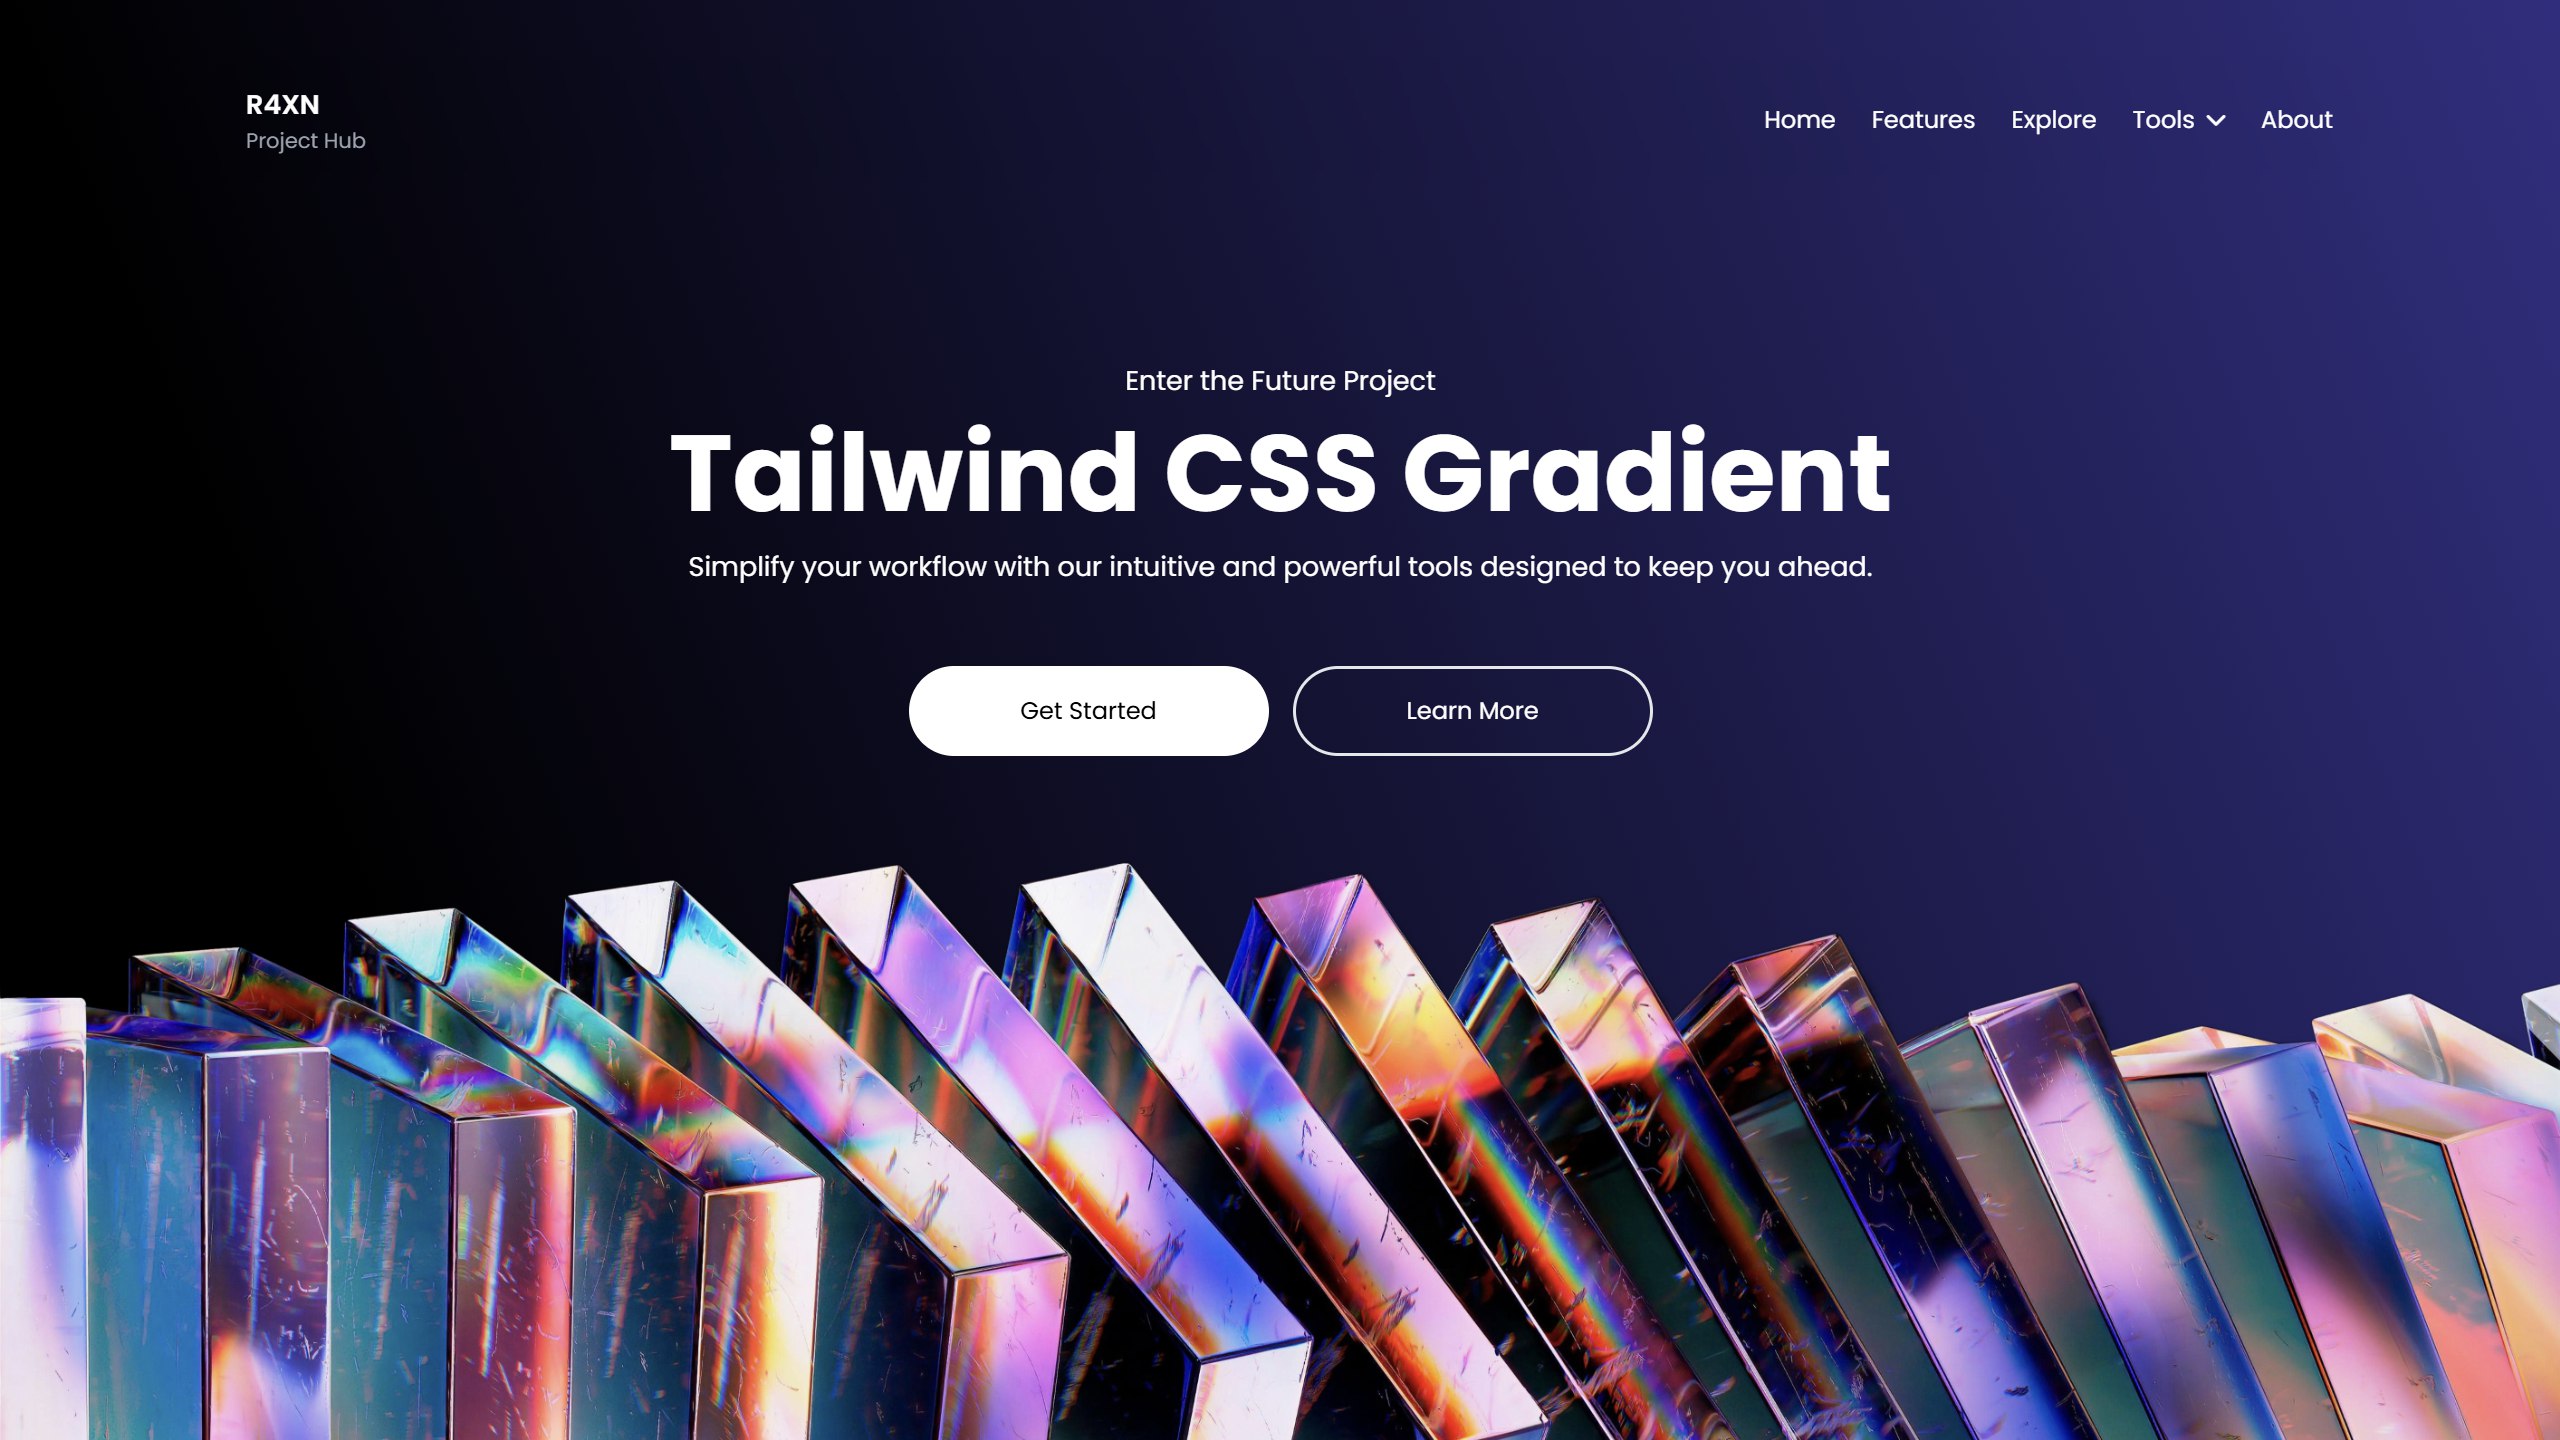 R4XN
Project Hub
Home Features Explore Tools About
Enter the Future Project
Tailwind CSS Gradient
Simplify your workflow with our intuitive and powerful tools designed to keep you ahead.
Get Started Learn More